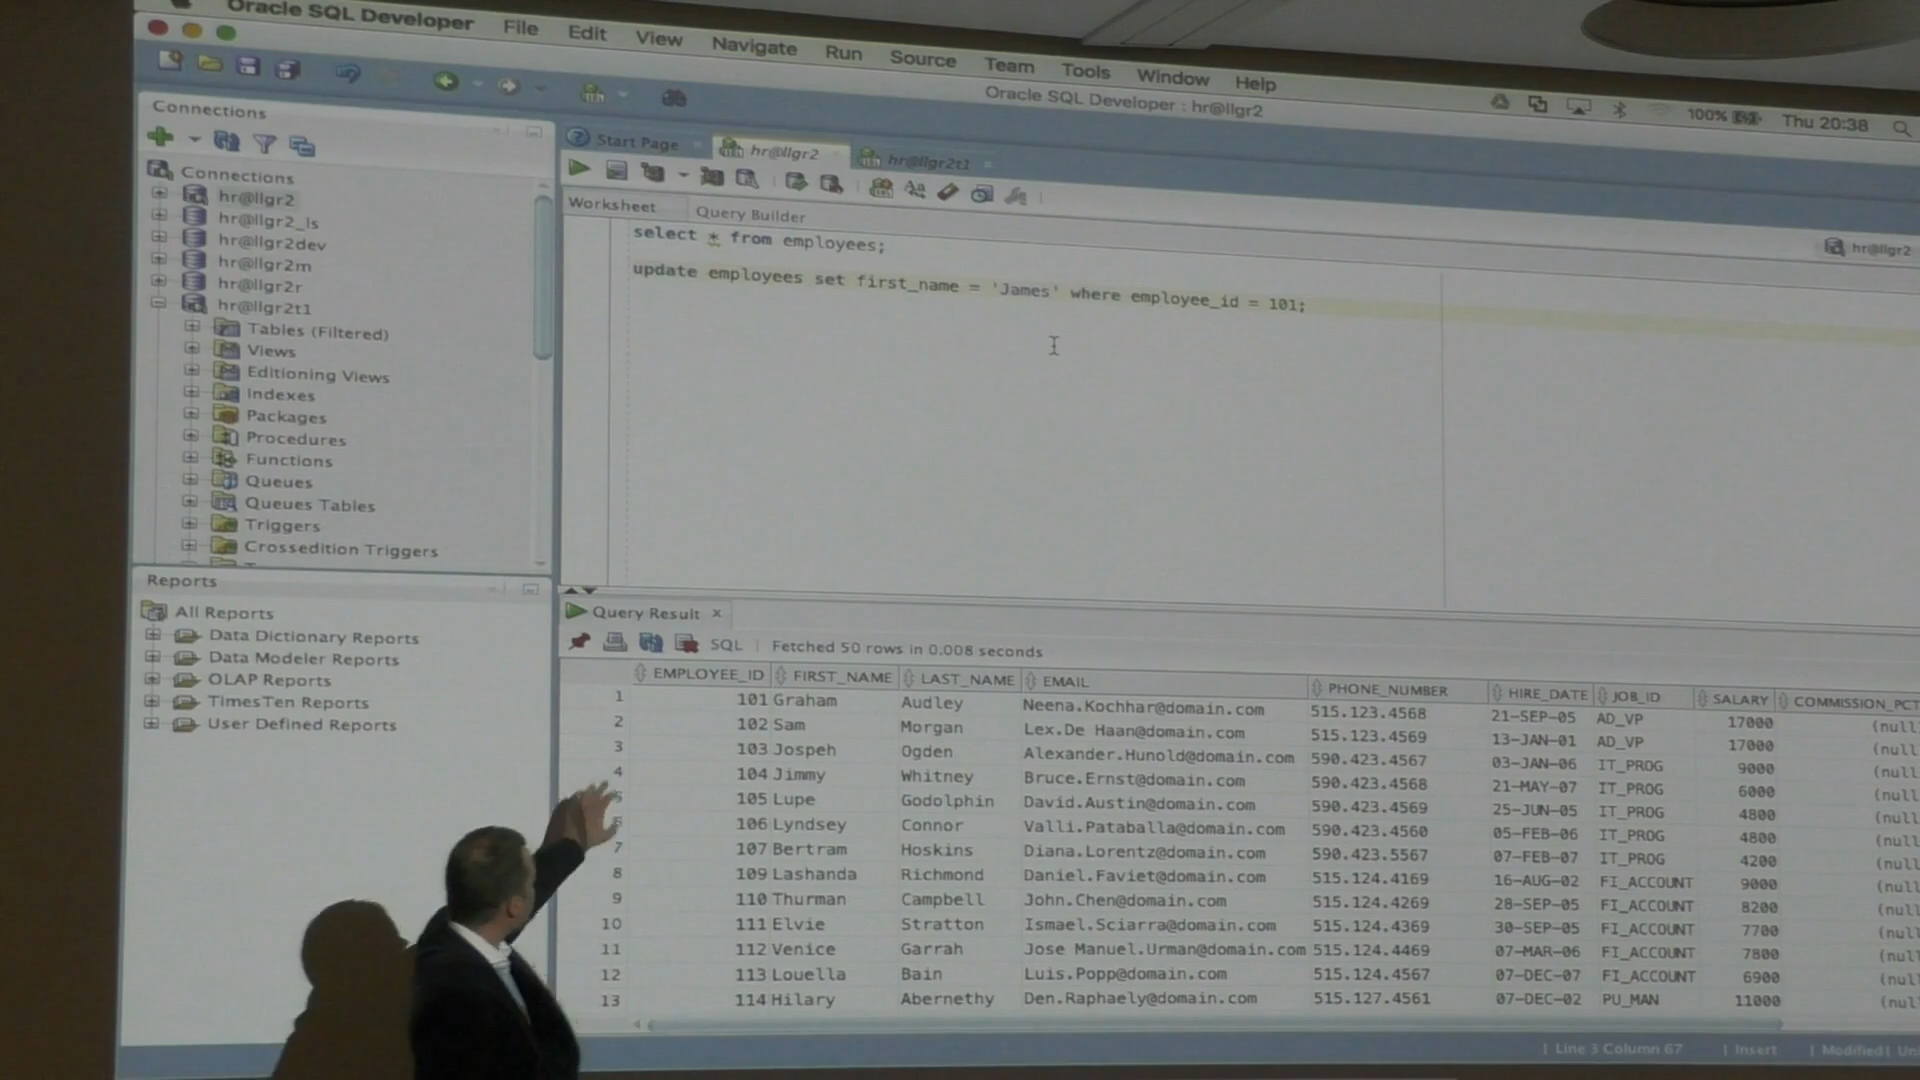 Oracle SQL Developer File Edit View Navigate Run Source Team Tools Window Help
Oracle SQL Developer : hr@llgr2
100% Thu 20:38
Connections
Connections
hr@llgr2
hr@llgr2_ls
hr@llgr2dev
hr@llgr2m
hr@llgr2r
hr@llgr2t1
Tables (Filtered)
Views
Editioning Views
Indexes
Packages
Procedures
Functions
Queues
Queues Tables
Triggers
Crossedition Triggers
Reports
All Reports
Data Dictionary Reports
Data Modeler Reports
OLAP Reports
TimesTen Reports
User Defined Reports
Start Page hr@llgr2 hr@llgr2t1
Worksheet Query Builder
hr@llgr2
select * from employees;
update employees set first_name = 'James' where employee_id = 101;
Query Result
SQL | Fetched 50 rows in 0.008 seconds
EMPLOYEE_ID FIRST_NAME LAST_NAME EMAIL PHONE_NUMBER HIRE_DATE JOB_ID SALARY COMMISSION_PCT
1 101 Graham Audley Neena.Kochhar@domain.com 515.123.4568 21-SEP-05 AD_VP 17000 (null
2 102 Sam Morgan Lex.De Haan@domain.com 515.123.4569 13-JAN-01 AD_VP 17000 (null
3 103 Jospeh Ogden Alexander.Hunold@domain.com 590.423.4567 03-JAN-06 IT_PROG 9000 (null
4 104 Jimmy Whitney Bruce.Ernst@domain.com 590.423.4568 21-MAY-07 IT_PROG 6000 (null
5 105 Lupe Godolphin David.Austin@domain.com 590.423.4569 25-JUN-05 IT_PROG 4800 (null
6 106 Lyndsey Connor Valli.Pataballa@domain.com 590.423.4560 05-FEB-06 IT_PROG 4800 (null
7 107 Bertram Hoskins Diana.Lorentz@domain.com 590.423.5567 07-FEB-07 IT_PROG 4200 (null
8 109 Lashanda Richmond Daniel.Faviet@domain.com 515.124.4169 16-AUG-02 FI_ACCOUNT 9000 (null
9 110 Thurman Campbell John.Chen@domain.com 515.124.4269 28-SEP-05 FI_ACCOUNT 8200 (null
10 111 Elvie Stratton Ismael.Sciarra@domain.com 515.124.4369 30-SEP-05 FI_ACCOUNT 7700 (null
11 112 Venice Garrah Jose Manuel.Urman@domain.com 515.124.4469 07-MAR-06 FI_ACCOUNT 7800 (null
12 113 Louella Bain Luis.Popp@domain.com 515.124.4567 07-DEC-07 FI_ACCOUNT 6900 (null
13 114 Hilary Abernethy Den.Raphaely@domain.com 515.127.4561 07-DEC-02 PU_MAN 11000 (nul
| Line 3 Column 67 | Insert | Modified |